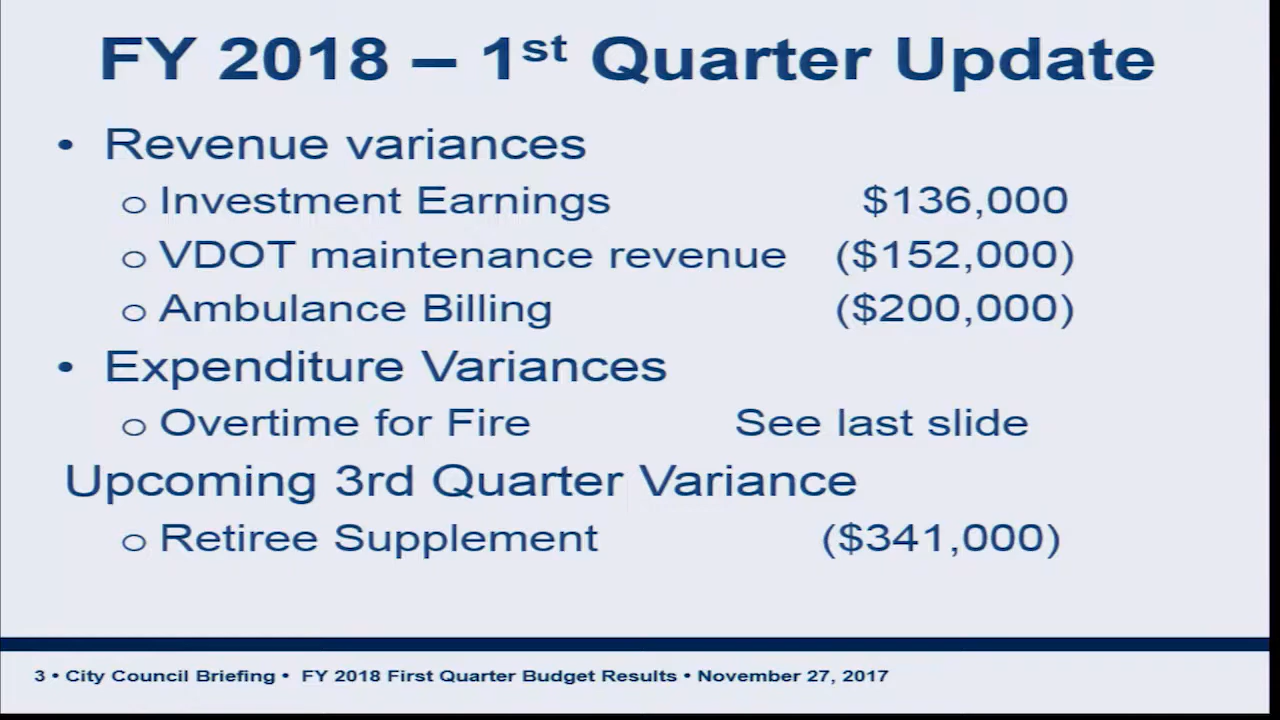 FY 2018 – 1st Quarter Update
• Revenue variances
o Investment Earnings $136,000
o VDOT maintenance revenue ($152,000)
o Ambulance Billing ($200,000)
• Expenditure Variances
o Overtime for Fire See last slide
Upcoming 3rd Quarter Variance
o Retiree Supplement ($341,000)
3 • City Council Briefing • FY 2018 First Quarter Budget Results • November 27, 2017